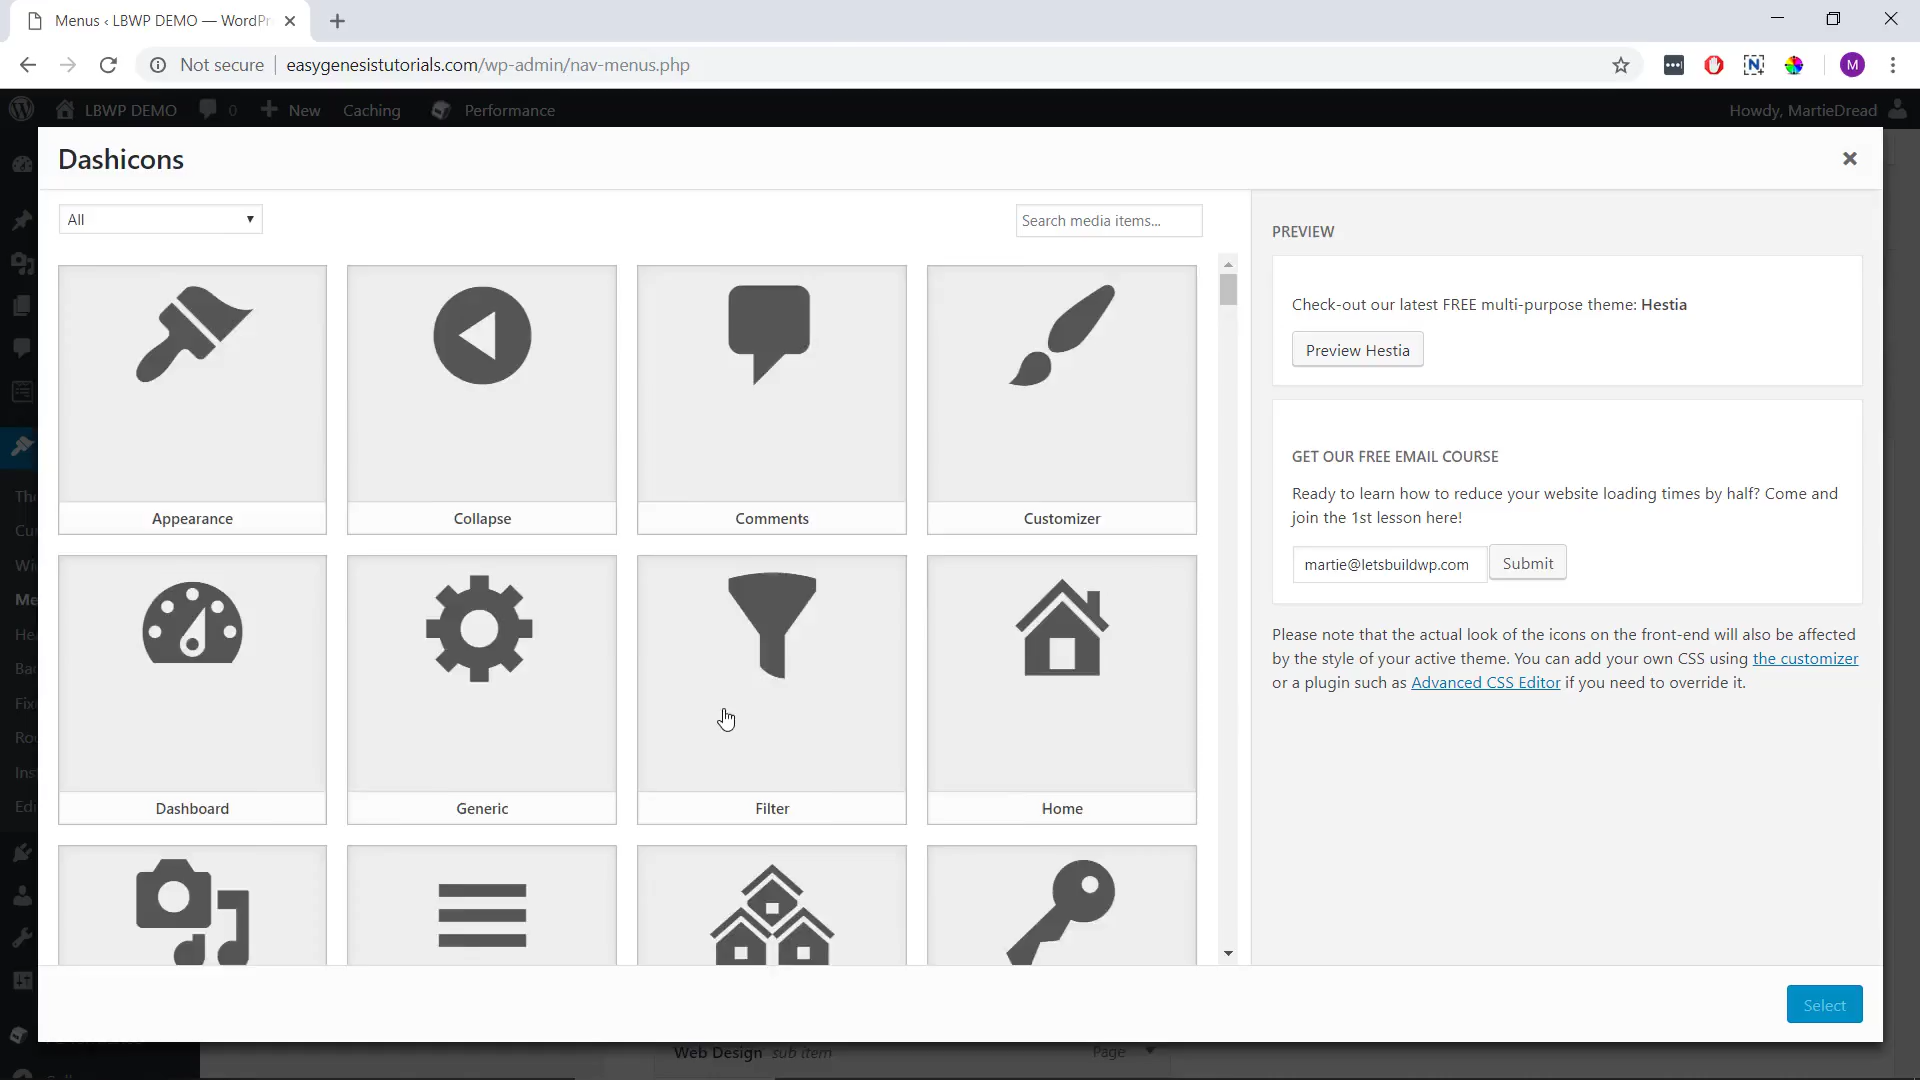 Menus ‹ LBWP DEMO — WordPr
Not secure
easygenesistutorials.com/wp-admin/nav-menus.php
M
LBWP DEMO
0
New
Caching
Performance
Howdy, MartieDread
Dashicons
All
Search media items...
Appearance
Collapse
Comments
Customizer
Dashboard
Generic
Filter
Home
PREVIEW
Check-out our latest FREE multi-purpose theme: Hestia
Preview Hestia
GET OUR FREE EMAIL COURSE
Ready to learn how to reduce your website loading times by half? Come and
join the 1st lesson here!
martie@letsbuildwp.com
Submit
Please note that the actual look of the icons on the front-end will also be affected
by the style of your active theme. You can add your own CSS using the customizer
or a plugin such as Advanced CSS Editor if you need to override it.
Select
Web Design sub item
Page